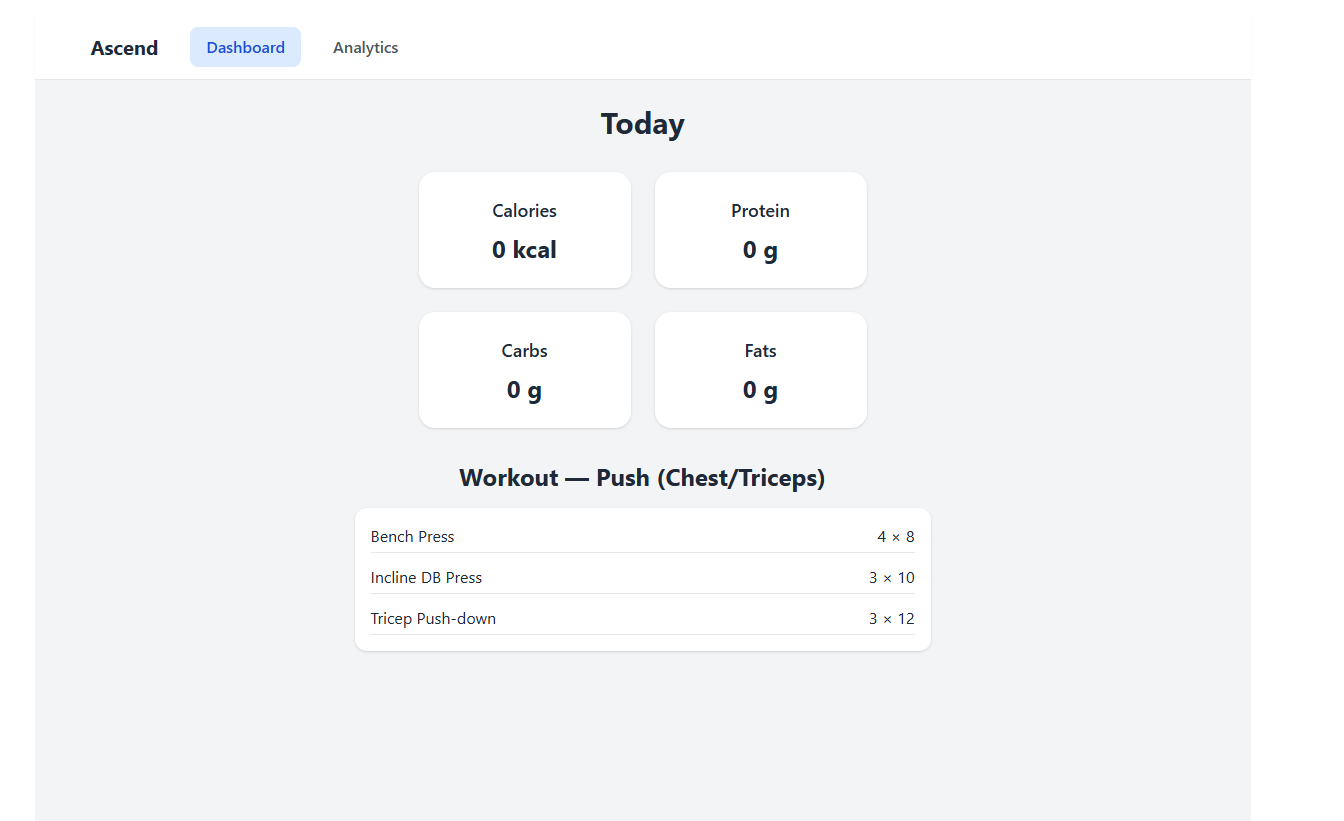 Ascend Dashboard Analytics
Today
Calories Protein
0 kcal 0 g
Carbs Fats
0 g 0 g
Workout — Push (Chest/Triceps)
Bench Press 4 × 8
Incline DB Press 3 × 10
Tricep Push-down 3 × 12